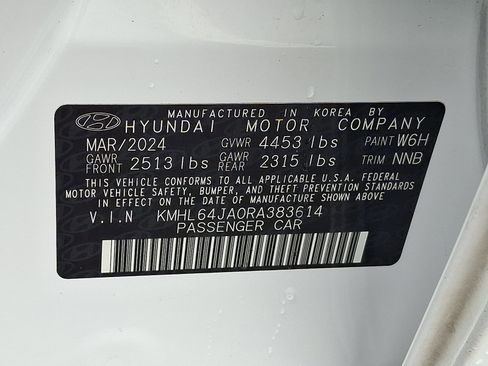 MANUFACTURED IN KOREA BY
HYUNDAI MOTOR COMPANY
MAR/2024 GVWR 4453 lbs PAINT W6H
GAWR FRONT 2513 lbs GAWR REAR 2315 lbs TRIM NNB
THIS VEHICLE CONFORMS TO ALL APPLICABLE U.S.A. FEDERAL
MOTOR VEHICLE SAFETY, BUMPER, AND THEFT PREVENTION STANDARDS
IN EFFECT ON THE DATE OF MANUFACTURE SHOWN ABOVE
V.I.N KMHL64JA0RA383614
PASSENGER CAR